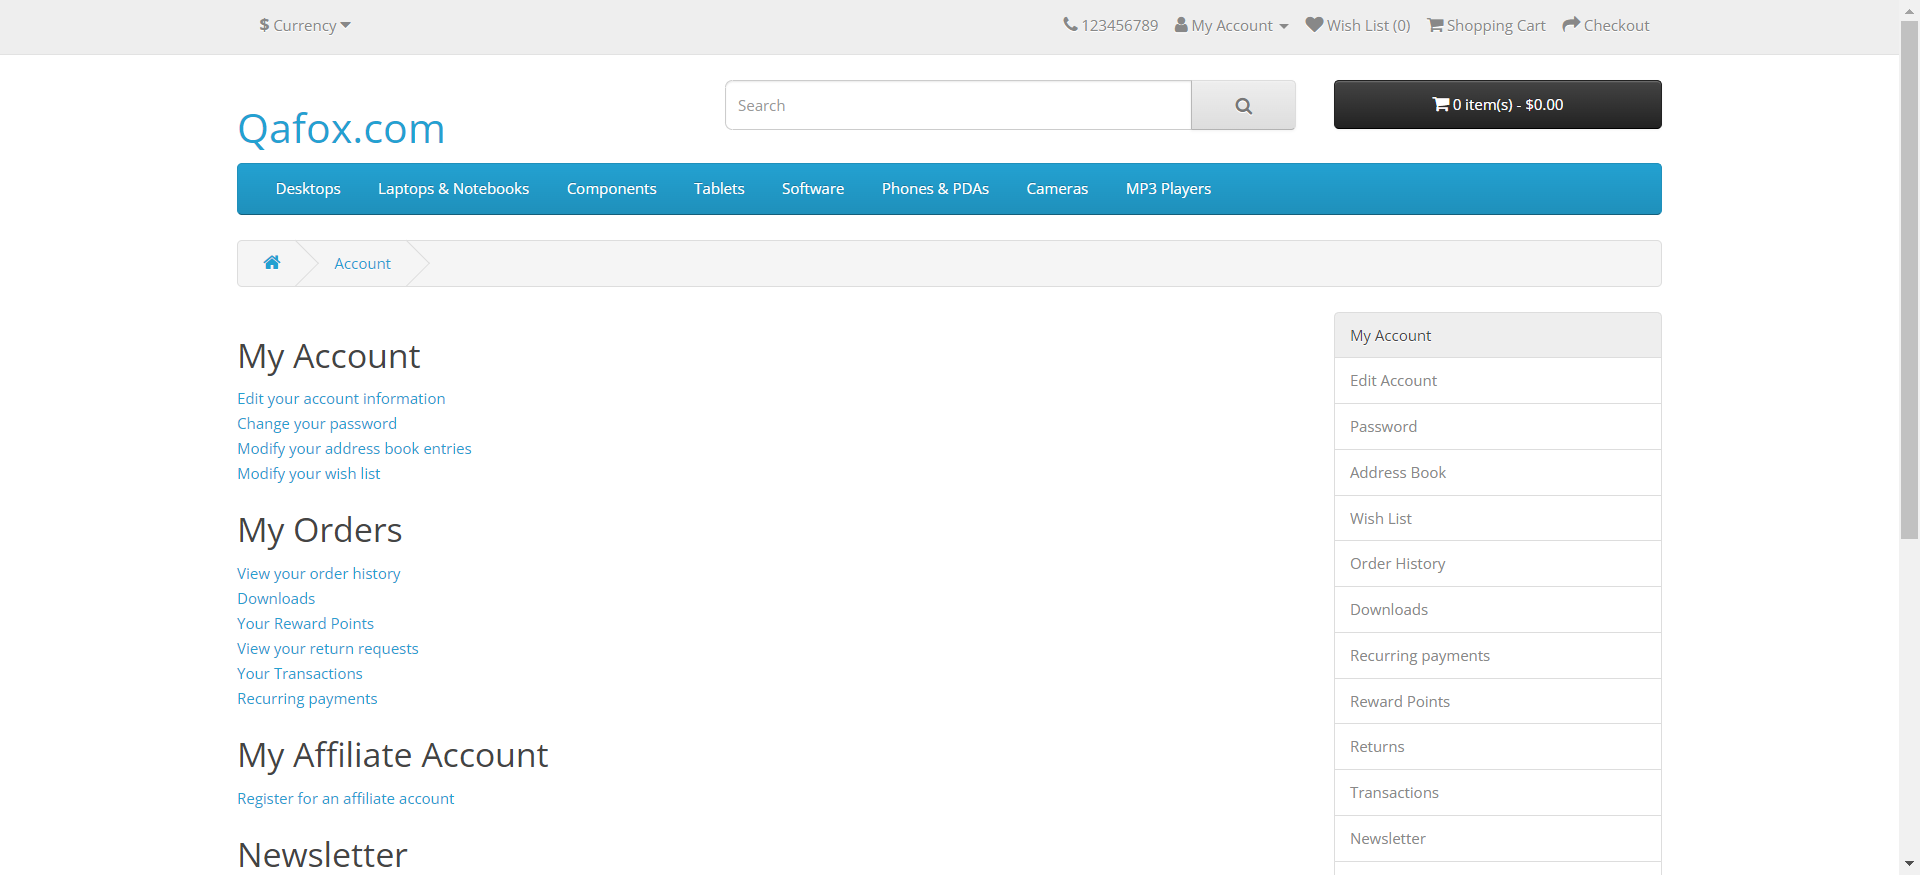 $ Currency
123456789 My Account Wish List (0) Shopping Cart Checkout
Qafox.com
Search
0 item(s) - $0.00
Desktops Laptops & Notebooks Components Tablets Software Phones & PDAs Cameras MP3 Players
Account
My Account
Edit your account information
Change your password
Modify your address book entries
Modify your wish list
My Orders
View your order history
Downloads
Your Reward Points
View your return requests
Your Transactions
Recurring payments
My Affiliate Account
Register for an affiliate account
Newsletter
My Account
Edit Account
Password
Address Book
Wish List
Order History
Downloads
Recurring payments
Reward Points
Returns
Transactions
Newsletter